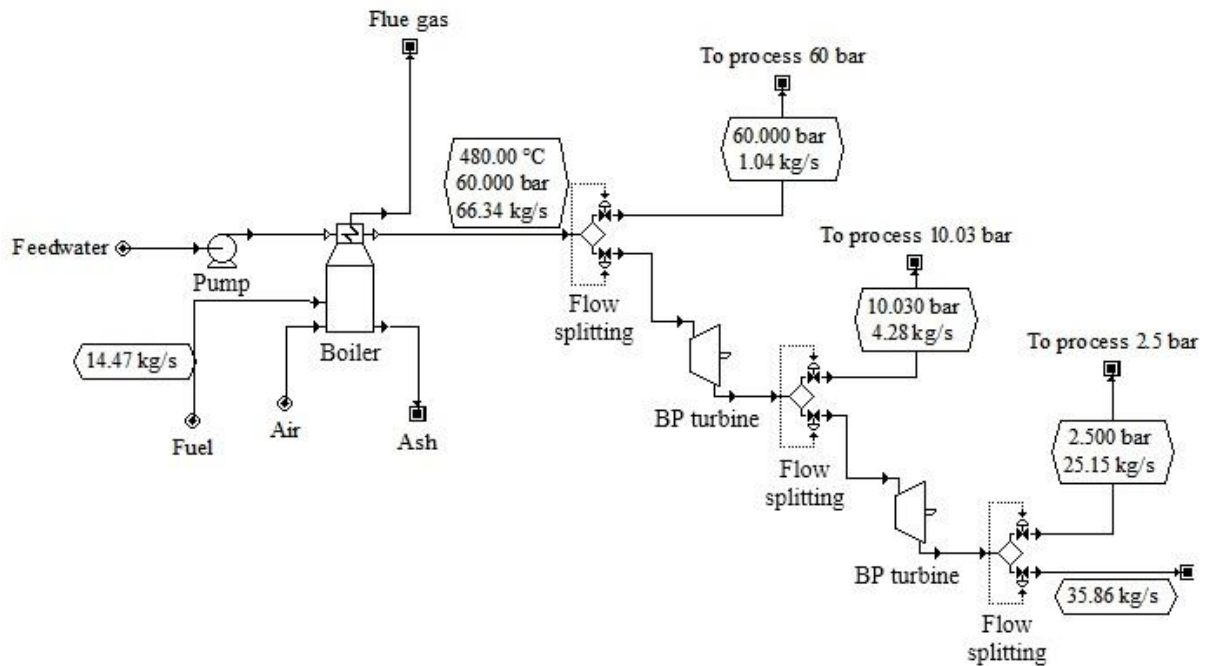 Flue gas
To process 60 bar
60.000 bar
1.04 kg/s
480.00 °C
60.000 bar
66.34 kg/s
Feedwater
Pump
To process 10.03 bar
10.030 bar
4.28 kg/s
Flow
splitting
14.47 kg/s
Boiler
To process 2.5 bar
Fuel
Air
Ash
BP turbine
2.500 bar
25.15 kg/s
Flow
splitting
BP turbine
35.86 kg/s
Flow
splitting